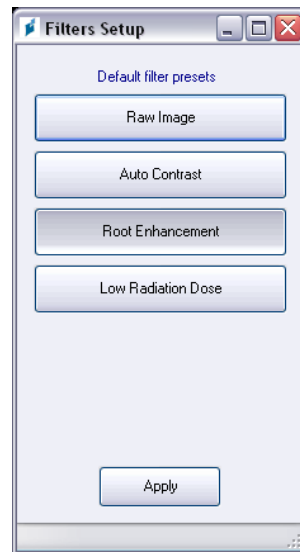 Filters Setup
Default filter presets
Raw Image
Auto Contrast
Root Enhancement
Low Radiation Dose
Apply